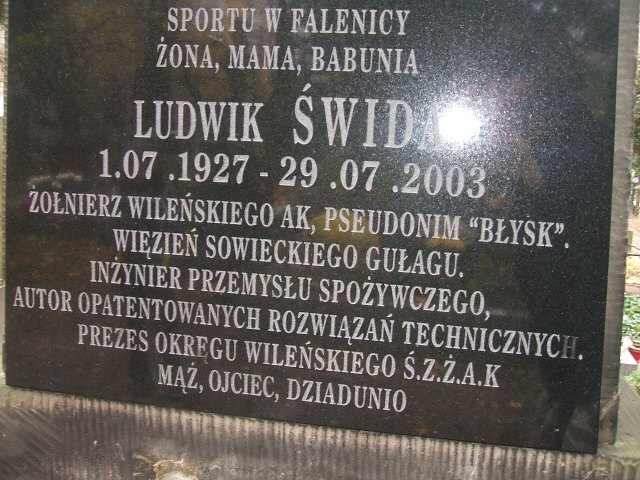 SPORTU W FALENICY
ŻONA, MAMA, BABUNIA
LUDWIK ŚWIDA
1.07 .1927 - 29 .07 .2003
ŻOŁNIERZ WILEŃSKIEGO AK, PSEUDONIM "BŁYSK".
WIĘZIEŃ SOWIECKIEGO GUŁAGU.
INŻYNIER PRZEMYSŁU SPOŻYWCZEGO,
AUTOR OPATENTOWANYCH ROZWIĄZAŃ TECHNICZNYCH.
PREZES OKRĘGU WILEŃSKIEGO Ś.Z.Ż.A.K
MĄŻ, OJCIEC, DZIADUNIO